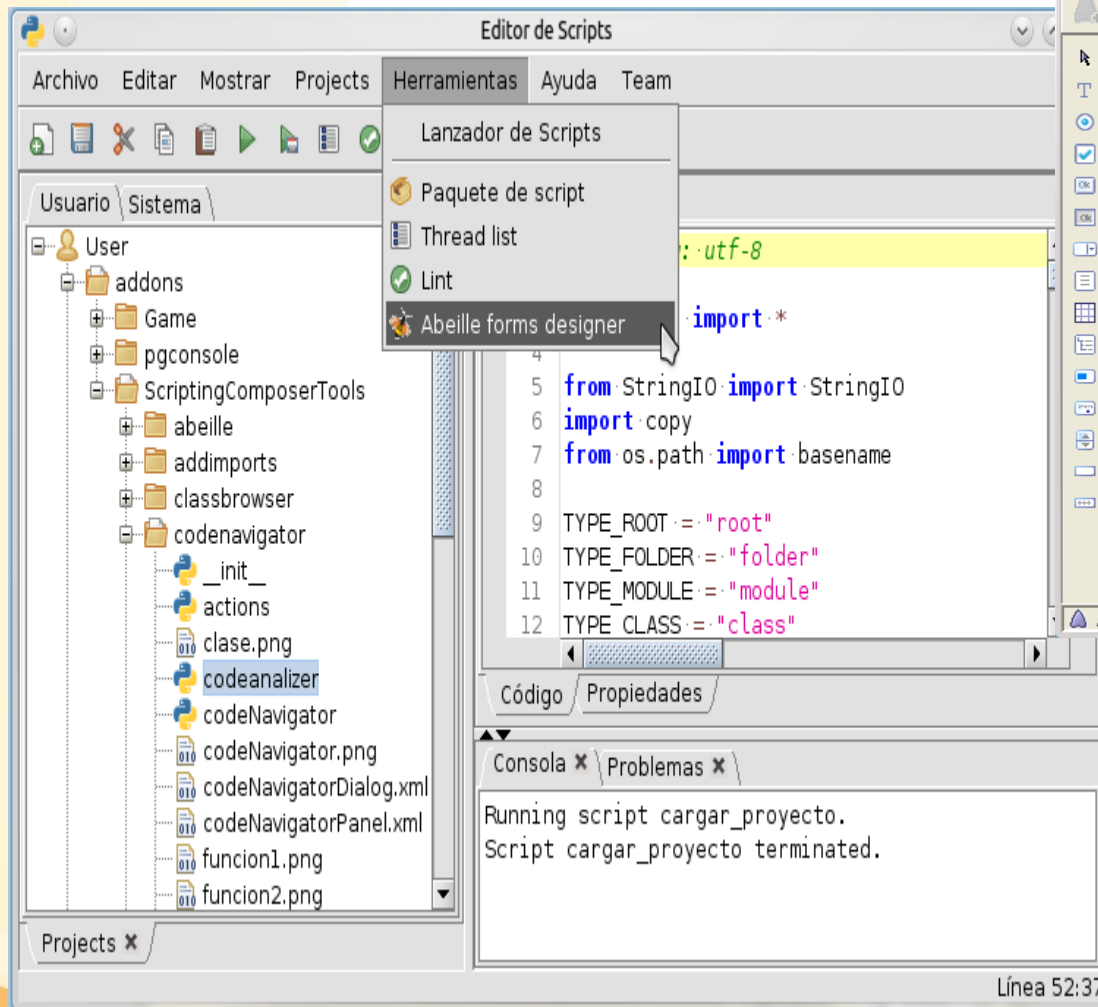 Editor de Scripts
Archivo Editar Mostrar Projects Herramientas Ayuda Team
Lanzador de Scripts
Paquete de script
Thread list
Lint
Abeille forms designer
Usuario Sistema
User
addons
Game
pgconsole
ScriptingComposerTools
abeille
addimports
classbrowser
codenavigator
__init__
actions
clase.png
codeanalizer
codeNavigator
codeNavigator.png
codeNavigatorDialog.xml
codeNavigatorPanel.xml
funcion1.png
funcion2.png
Projects
: utf-8
import *
4
5 from StringIO import StringIO
6 import copy
7 from os.path import basename
8
9 TYPE_ROOT = "root"
10 TYPE_FOLDER = "folder"
11 TYPE_MODULE = "module"
12 TYPE_CLASS = "class"
Código Propiedades
Consola Problemas
Running script cargar_proyecto.
Script cargar_proyecto terminated.
Línea 52:37
T
Ok
Ok